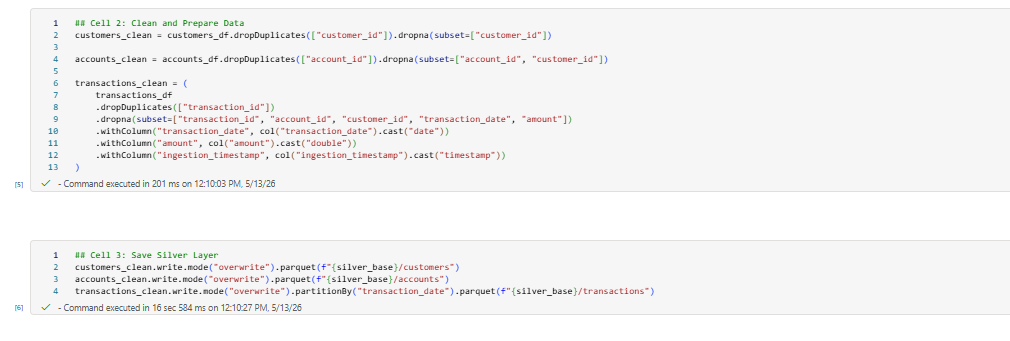 1 ## Cell 2: Clean and Prepare Data
2 customers_clean = customers_df.dropDuplicates(["customer_id"]).dropna(subset=["customer_id"])
3
4 accounts_clean = accounts_df.dropDuplicates(["account_id"]).dropna(subset=["account_id", "customer_id"])
5
6 transactions_clean = (
7     transactions_df
8     .dropDuplicates(["transaction_id"])
9     .dropna(subset=["transaction_id", "account_id", "customer_id", "transaction_date", "amount"])
10     .withColumn("transaction_date", col("transaction_date").cast("date"))
11     .withColumn("amount", col("amount").cast("double"))
12     .withColumn("ingestion_timestamp", col("ingestion_timestamp").cast("timestamp"))
13 )
[5] ✓ - Command executed in 201 ms on 12:10:03 PM, 5/13/26
1 ## Cell 3: Save Silver Layer
2 customers_clean.write.mode("overwrite").parquet(f"{silver_base}/customers")
3 accounts_clean.write.mode("overwrite").parquet(f"{silver_base}/accounts")
4 transactions_clean.write.mode("overwrite").partitionBy("transaction_date").parquet(f"{silver_base}/transactions")
[6] ✓ - Command executed in 16 sec 584 ms on 12:10:27 PM, 5/13/26